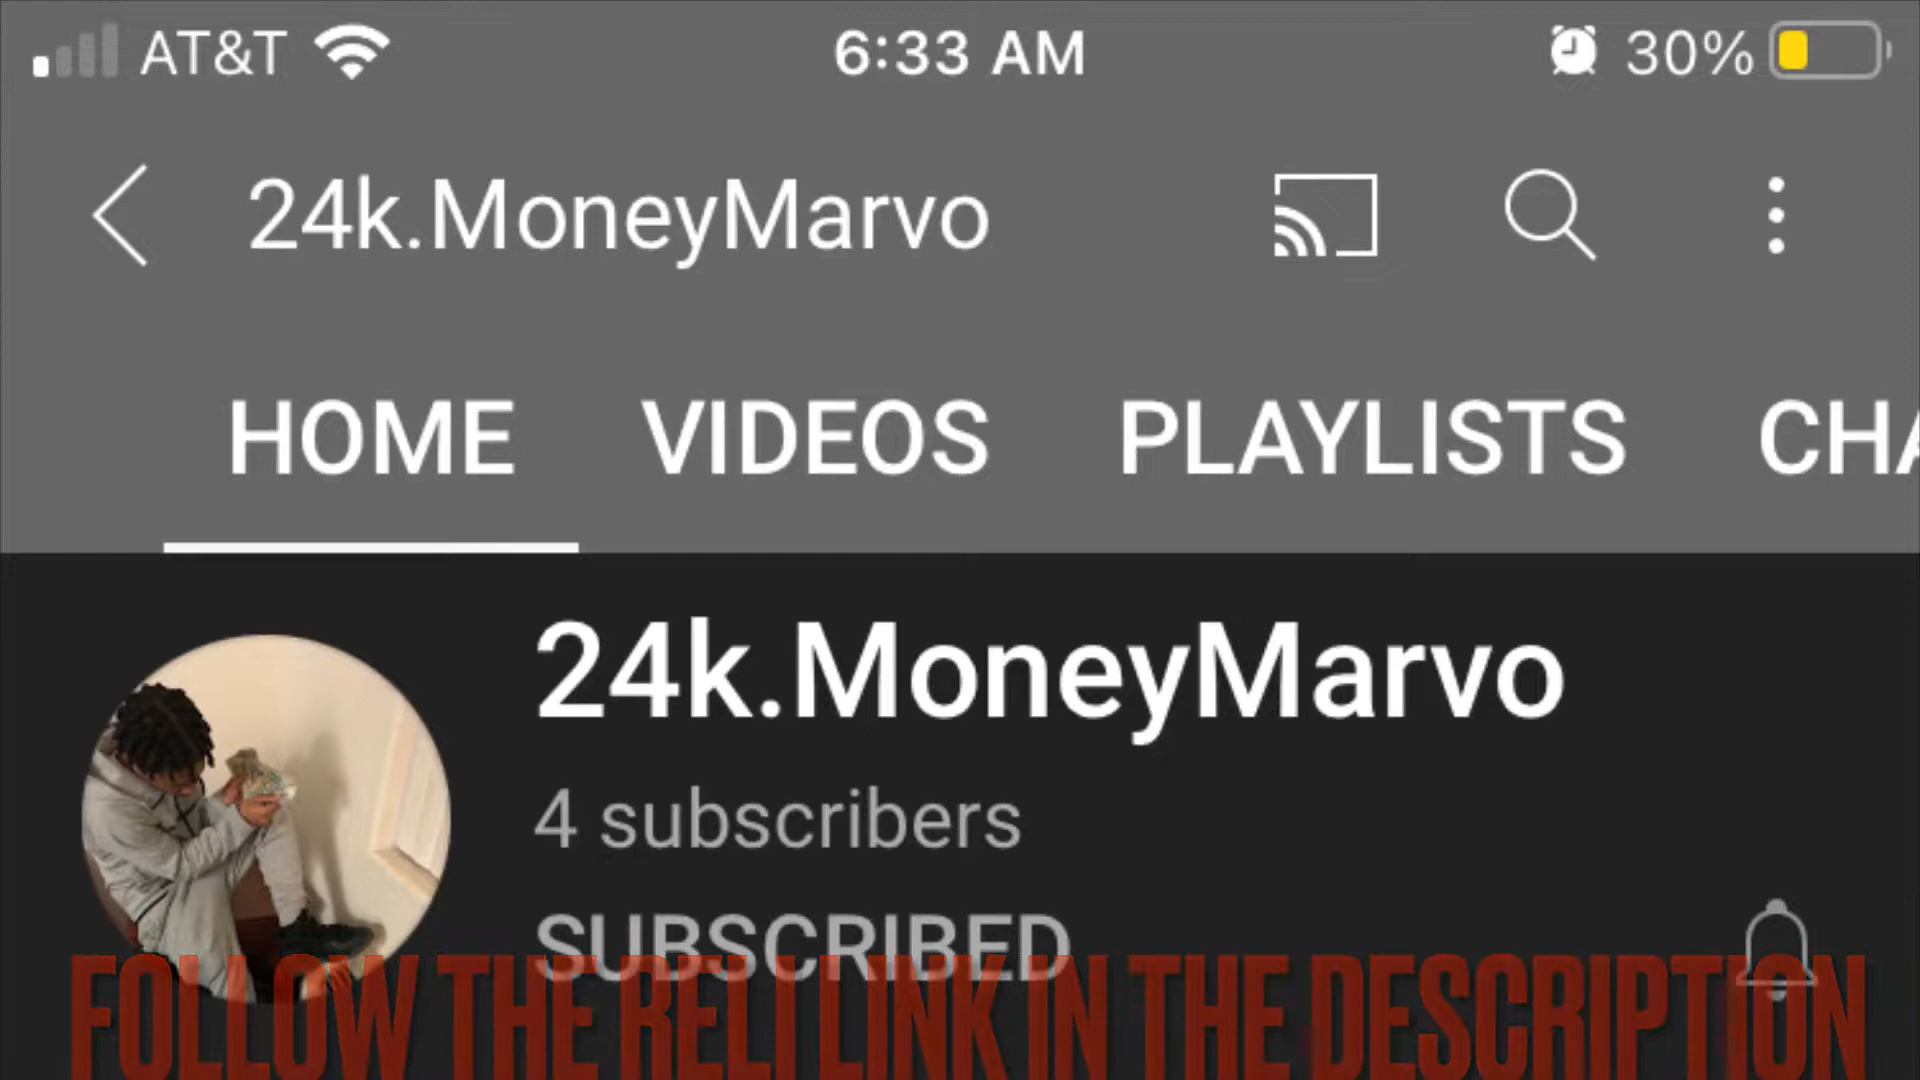 AT&T 6:33 AM 30%
24k.MoneyMarvo
HOME VIDEOS PLAYLISTS CHA
24k.MoneyMarvo
4 subscribers
SUBSCRIBED
FOLLOW THE RELI LINK IN THE DESCRIPTION